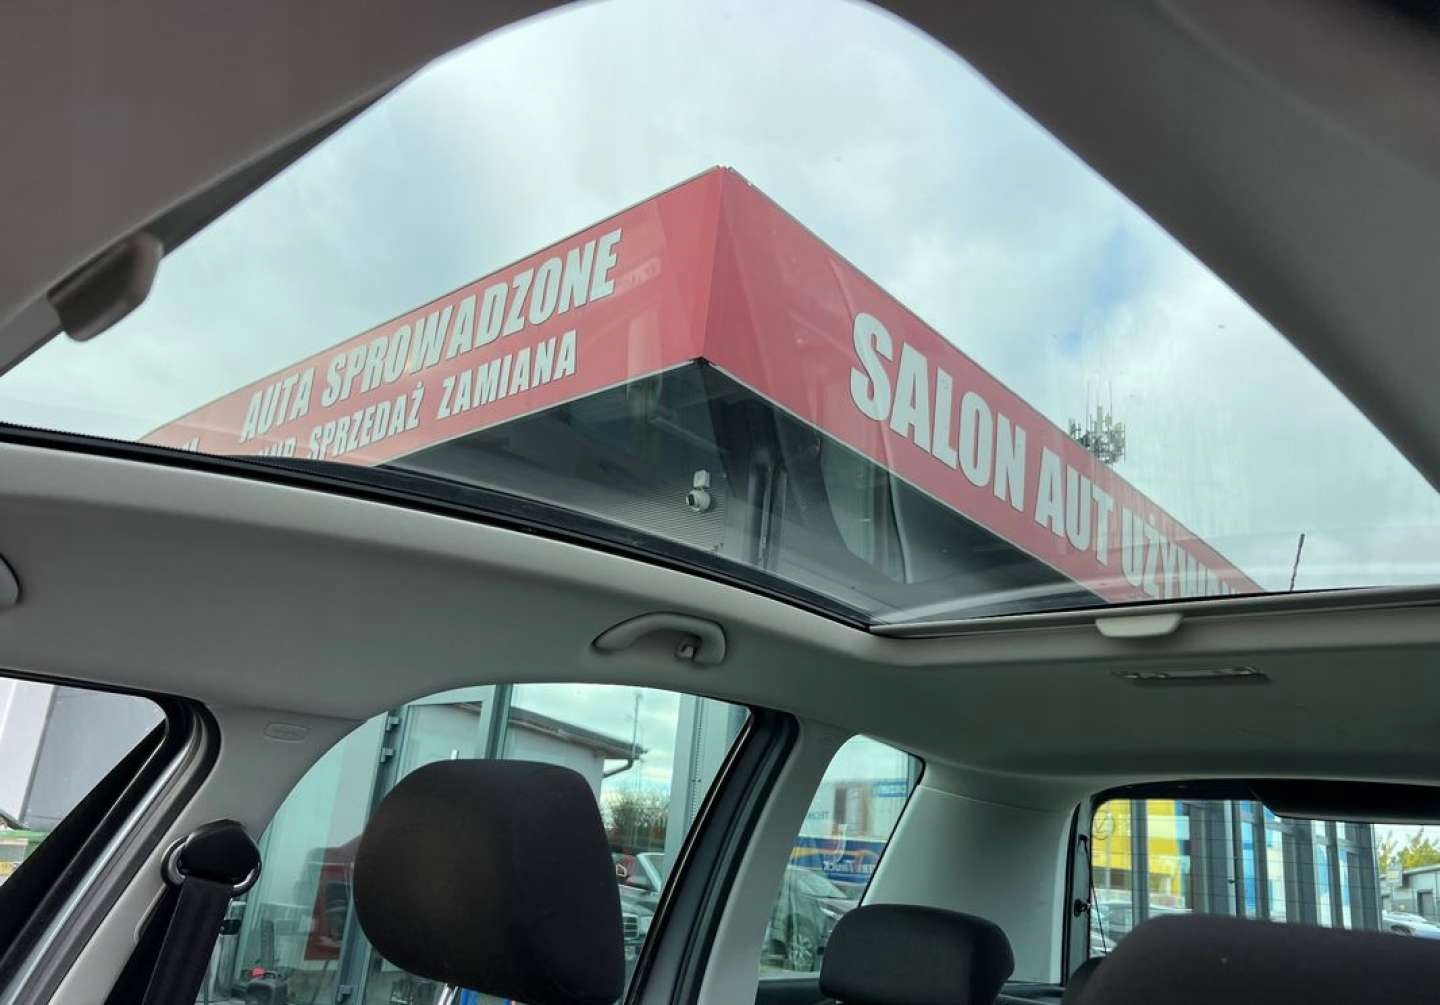 AUTA SPROWADZONE
SPRZEDAŻ ZAMIANA
SALON AUT